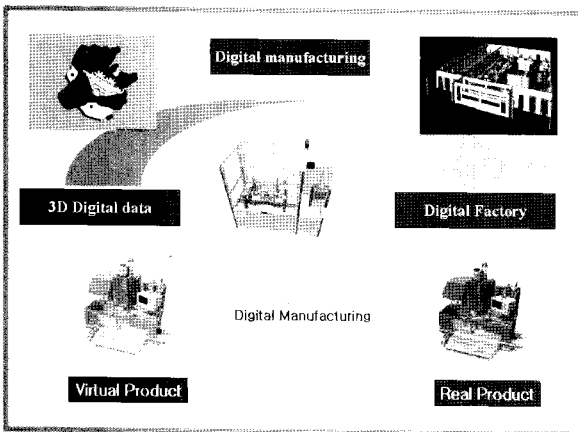 Digital manufacturing
3D Digital data
Digital Factory
Digital Manufacturing
Virtual Product
Real Product